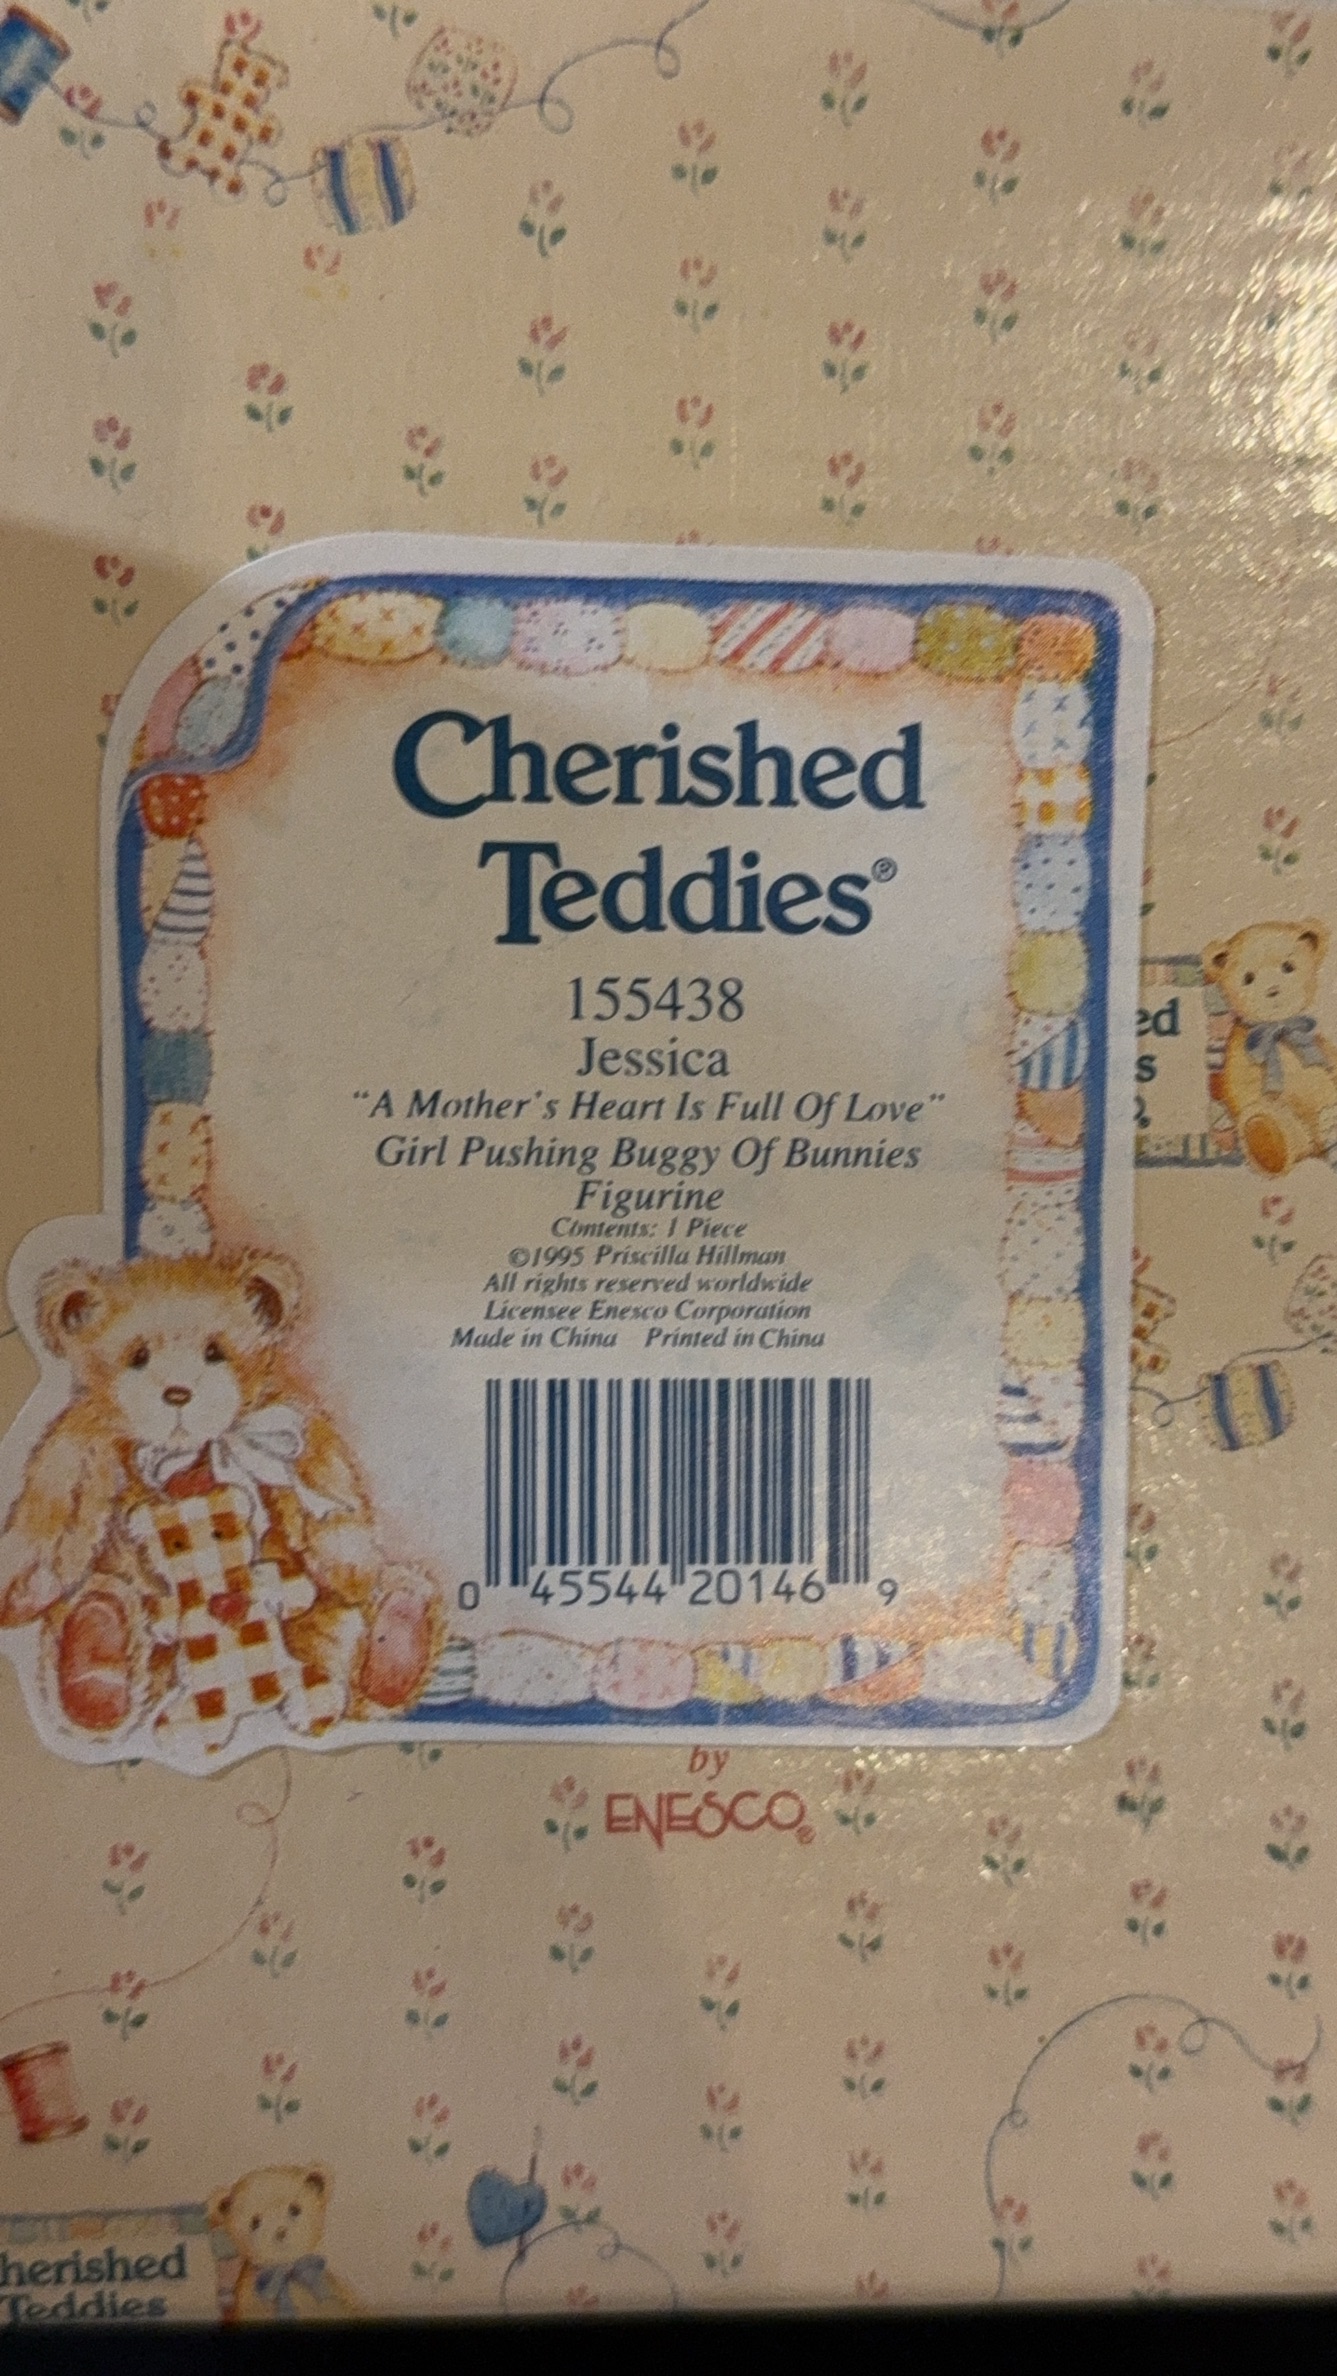 Cherished
Teddies®
155438
Jessica
"A Mother's Heart Is Full Of Love"
Girl Pushing Buggy Of Bunnies
Figurine
Contents: 1 Piece
©1995 Priscilla Hillman
All rights reserved worldwide
Licensee Enesco Corporation
Made in China Printed in China
0 45544 20146 9
ed
s
by
ENESCO®
herished
Teddies